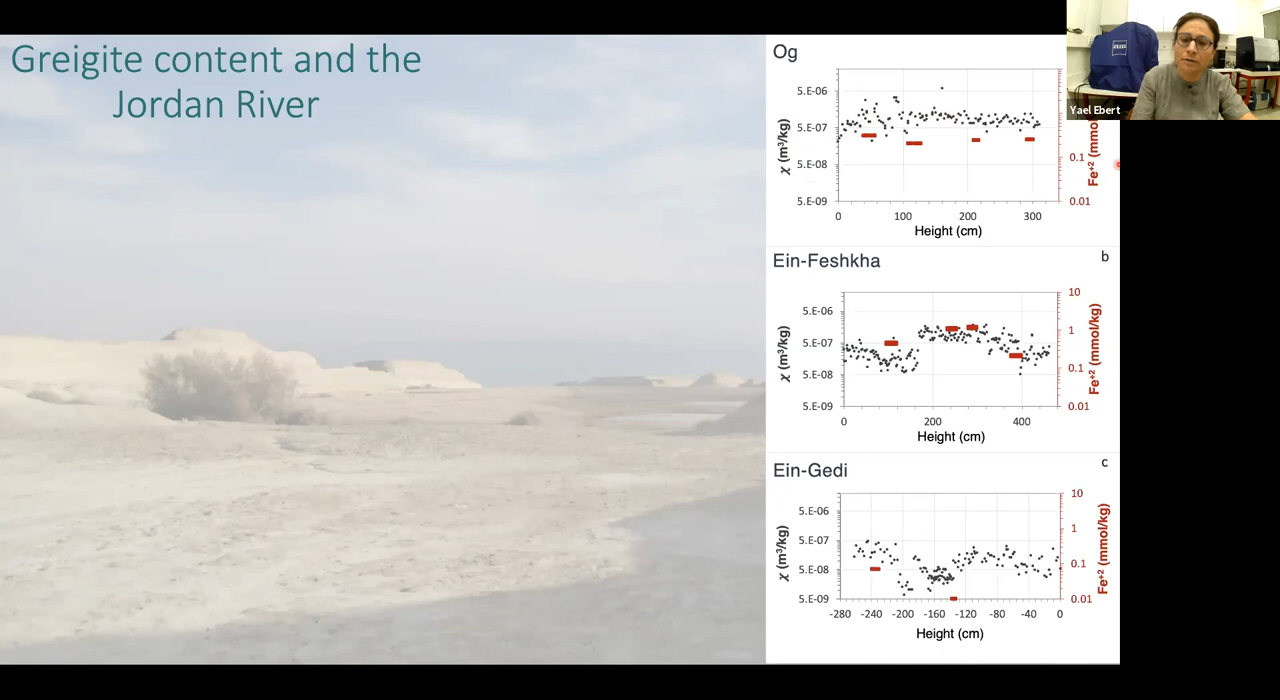 Greigite content and the
Jordan River
Og
5.E-06
5.E-07
5.E-08
5.E-09
χ (m³/kg)
0 100 200 300
Height (cm)
0.1
0.01
Fe⁺² (mmol
ZEISS
Yael Ebert
Ein-Feshkha
b
5.E-06
5.E-07
5.E-08
5.E-09
χ (m³/kg)
0 200 400
Height (cm)
10
1
0.1
0.01
Fe⁺² (mmol/kg)
Ein-Gedi
c
5.E-06
5.E-07
5.E-08
5.E-09
χ (m³/kg)
-280 -240 -200 -160 -120 -80 -40 0
Height (cm)
10
1
0.1
0.01
Fe⁺² (mmol/kg)